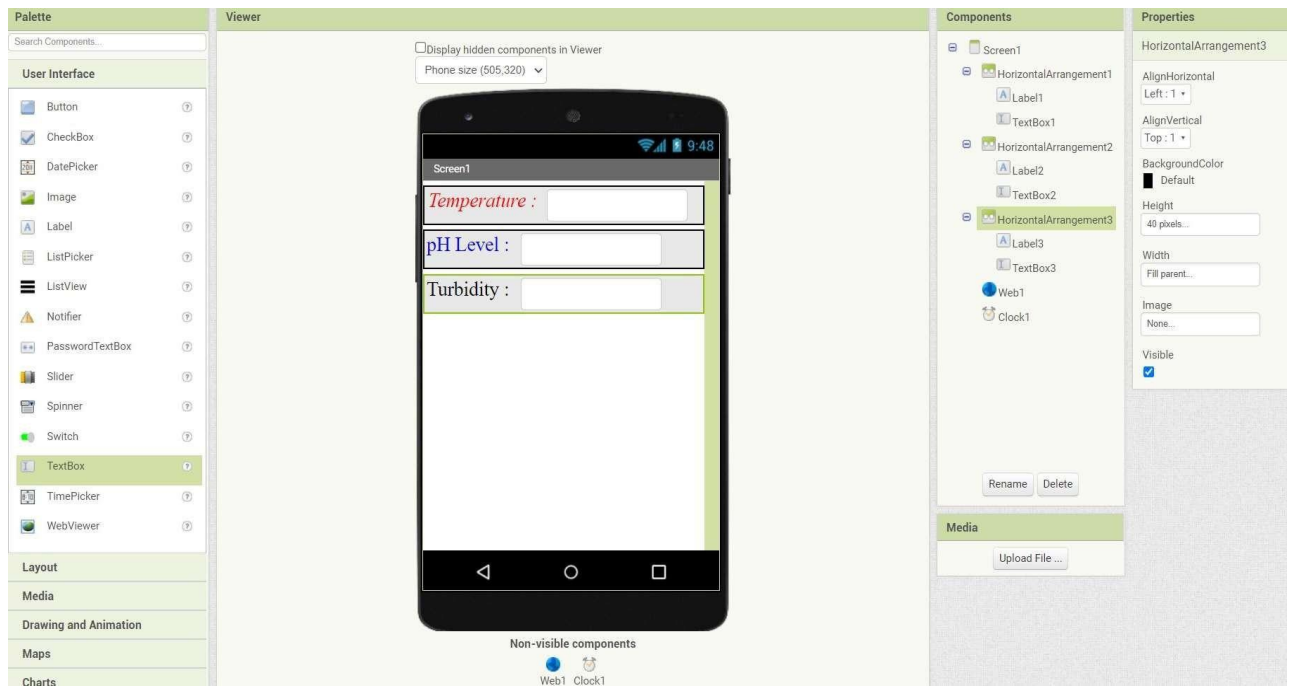 Palette
Search Components...
User Interface
Button
CheckBox
DatePicker
Image
Label
ListPicker
ListView
Notifier
PasswordTextBox
Slider
Spinner
Switch
TextBox
TimePicker
WebViewer
Layout
Media
Drawing and Animation
Maps
Charts
Viewer
Display hidden components in Viewer
Phone size (505,320)
9:48
Screen1
Temperature :
pH Level :
Turbidity :
Non-visible components
Web1 Clock1
Components
Screen1
HorizontalArrangement1
Label1
TextBox1
HorizontalArrangement2
Label2
TextBox2
HorizontalArrangement3
Label3
TextBox3
Web1
Clock1
Rename Delete
Media
Upload File ...
Properties
HorizontalArrangement3
AlignHorizontal
Left : 1
AlignVertical
Top : 1
BackgroundColor
Default
Height
40 pixels...
Width
Fill parent...
Image
None...
Visible